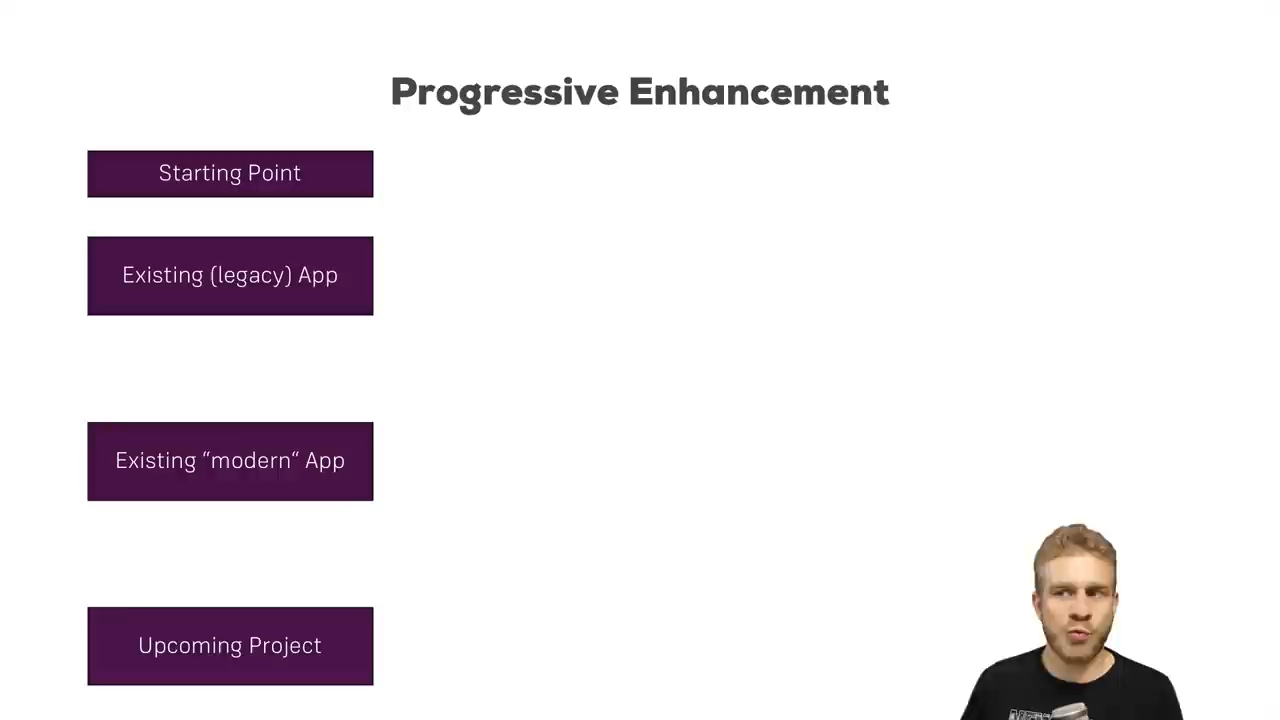 Progressive Enhancement
Starting Point
Existing (legacy) App
Existing “modern“ App
Upcoming Project